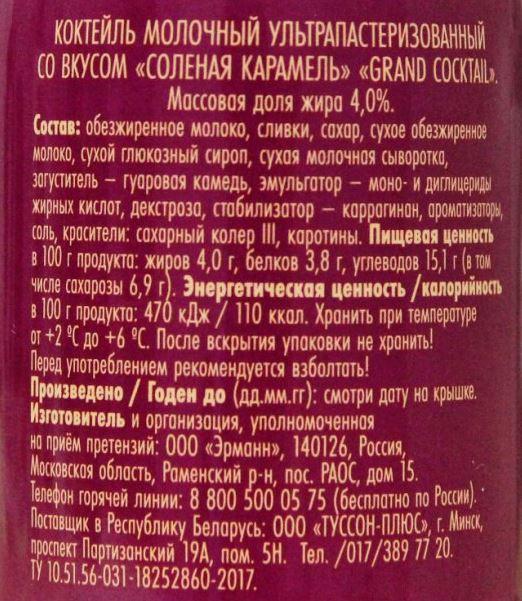 КОКТЕЙЛЬ МОЛОЧНЫЙ УЛЬТРАПАСТЕРИЗОВАННЫЙ
СО ВКУСОМ «СОЛЕНАЯ КАРАМЕЛЬ» «GRAND COCKTAIL».
Массовая доля жира 4,0%.
Состав: обезжиренное молоко, сливки, сахар, сухое обезжиренное
молоко, сухой глюкозный сироп, сухая молочная сыворотка,
загуститель – гуаровая камедь, эмульгатор – моно- и диглицериды
жирных кислот, декстроза, стабилизатор – каррагинан, ароматизаторы,
соль, красители: сахарный колер III, каротины. Пищевая ценность
в 100 г продукта: жиров 4,0 г, белков 3,8 г, углеводов 15,1 г (в том
числе сахарозы 6,9 г). Энергетическая ценность /калорийность
в 100 г продукта: 470 кДж / 110 ккал. Хранить при температуре
от +2 ºС до +6 ºС. После вскрытия упаковки не хранить!
Перед употреблением рекомендуется взболтать!
Произведено / Годен до (дд.мм.гг): смотри дату на крышке.
Изготовитель и организация, уполномоченная
на приём претензий: ООО «Эрманн», 140126, Россия,
Московская область, Раменский р-н, пос. РАОС, дом 15.
Телефон горячей линии: 8 800 500 05 75 (бесплатно по России).
Поставщик в Республику Беларусь: ООО «ТУССОН-ПЛЮС», г. Минск,
проспект Партизанский 19А, пом. 5Н. Тел. /017/389 77 20.
ТУ 10.51.56-031-18252860-2017.